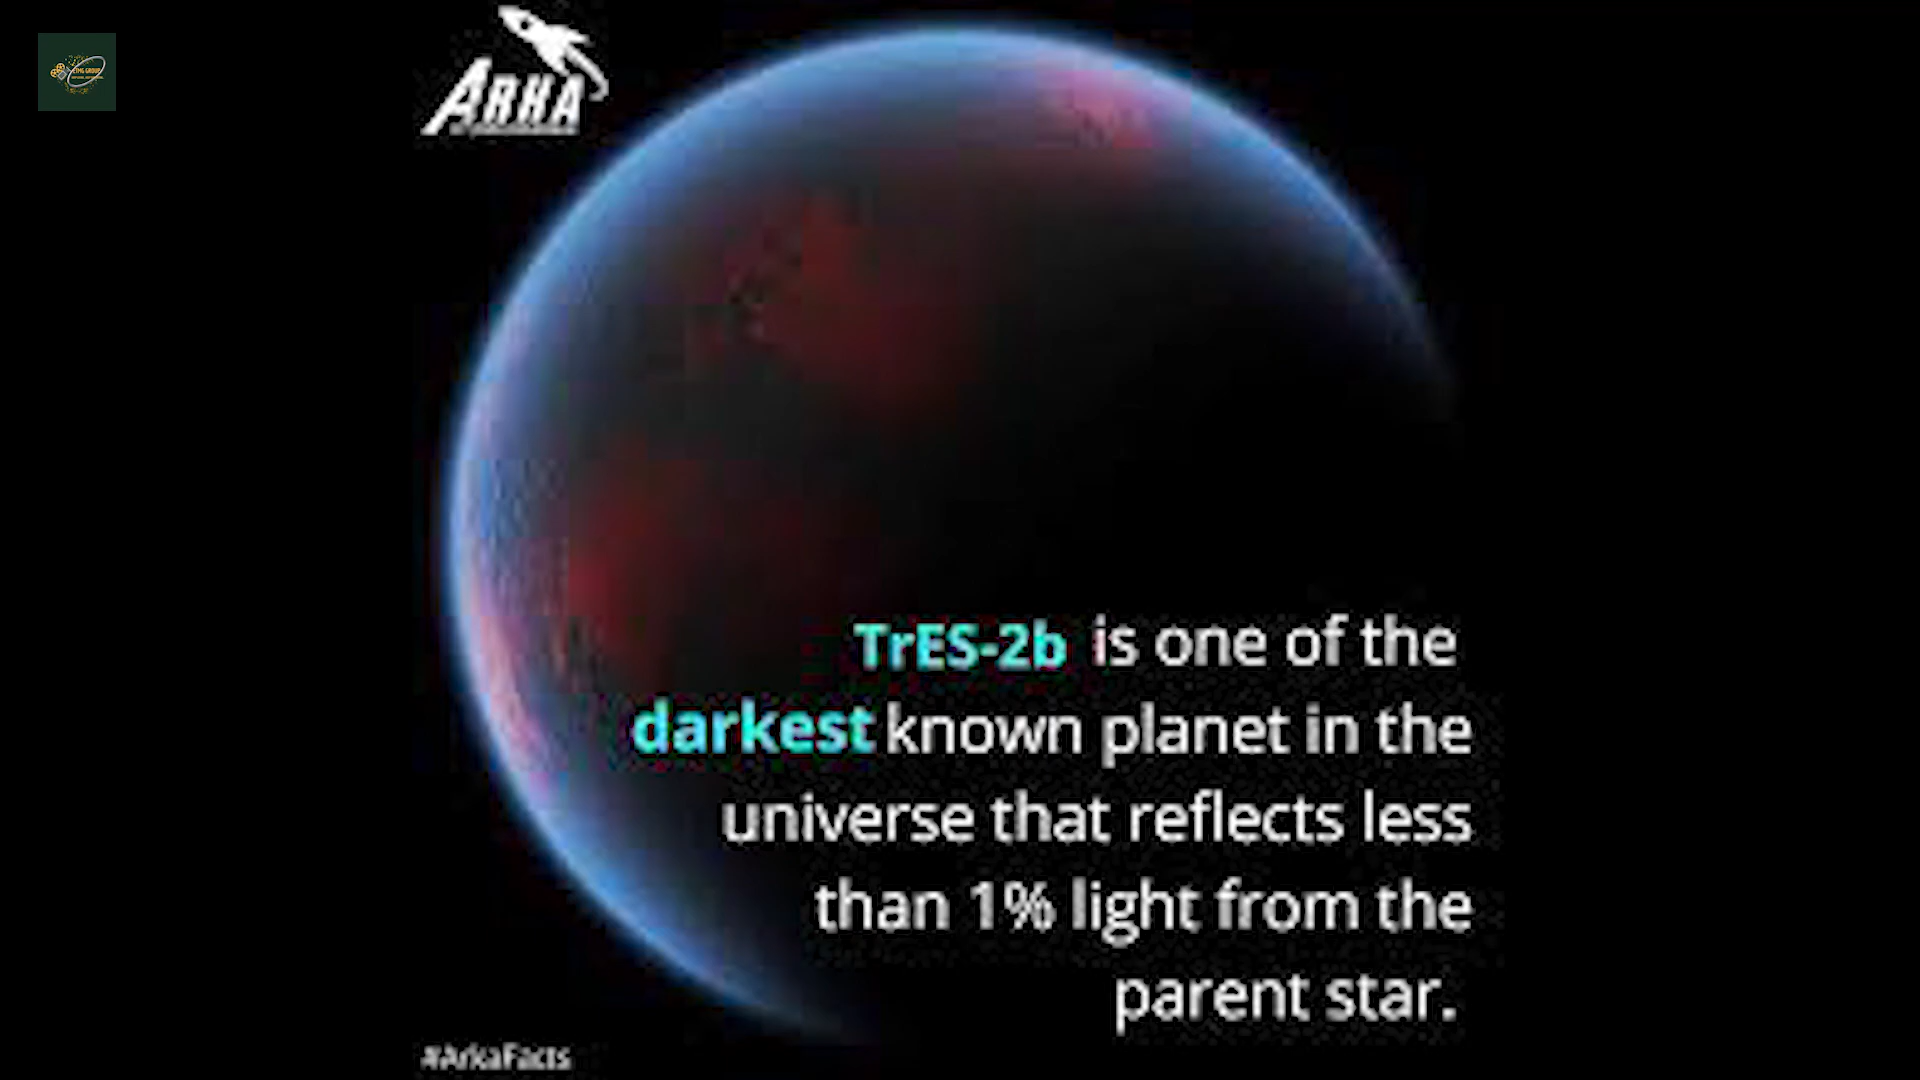 ARKA
TrES-2b is one of the
darkest known planet in the
universe that reflects less
than 1% light from the
parent star.
#ArkaFacts